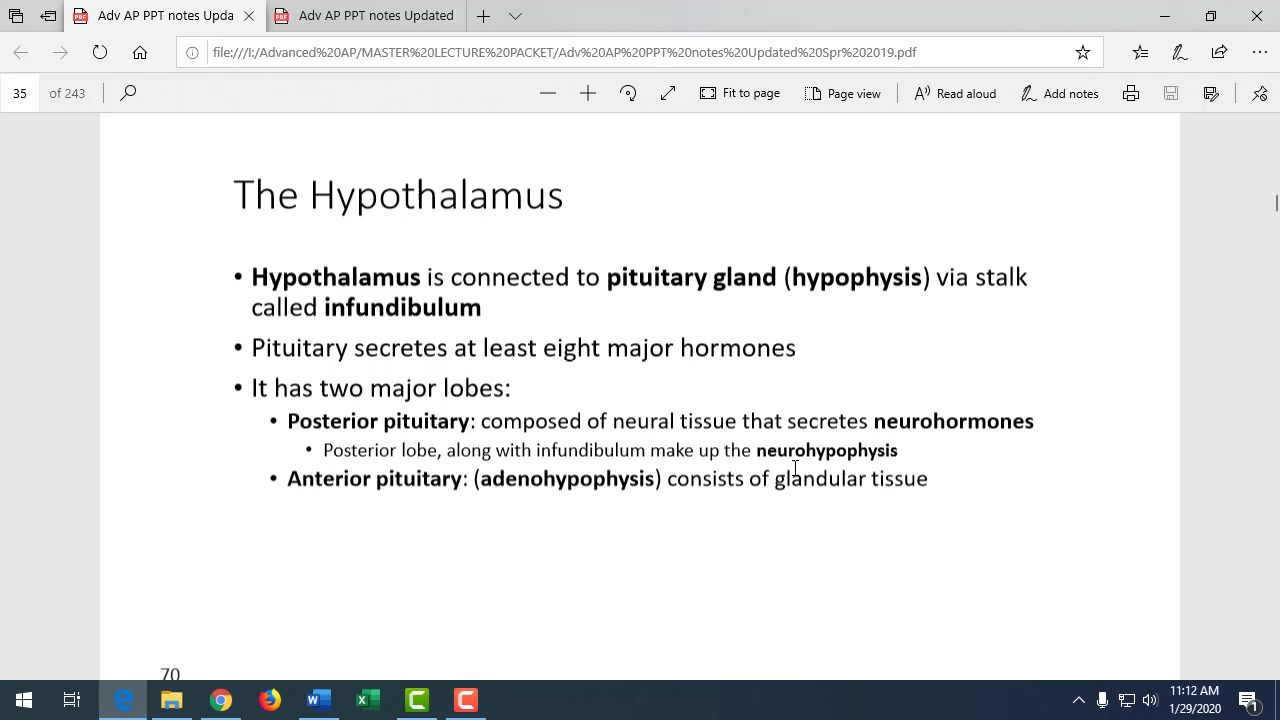 Adv AP PPT Notes Updat
Adv AP PPT notes Updated
file:///I:/Advanced%20AP/MASTER%20LECTURE%20PACKET/Adv%20AP%20PPT%20notes%20Updated%20Spr%202019.pdf
35 of 243
Fit to page
Page view
Read aloud
Add notes
The Hypothalamus
• Hypothalamus is connected to pituitary gland (hypophysis) via stalk
called infundibulum
• Pituitary secretes at least eight major hormones
• It has two major lobes:
• Posterior pituitary: composed of neural tissue that secretes neurohormones
• Posterior lobe, along with infundibulum make up the neurohypophysis
• Anterior pituitary: (adenohypophysis) consists of glandular tissue
70
11:12 AM
1/29/2020